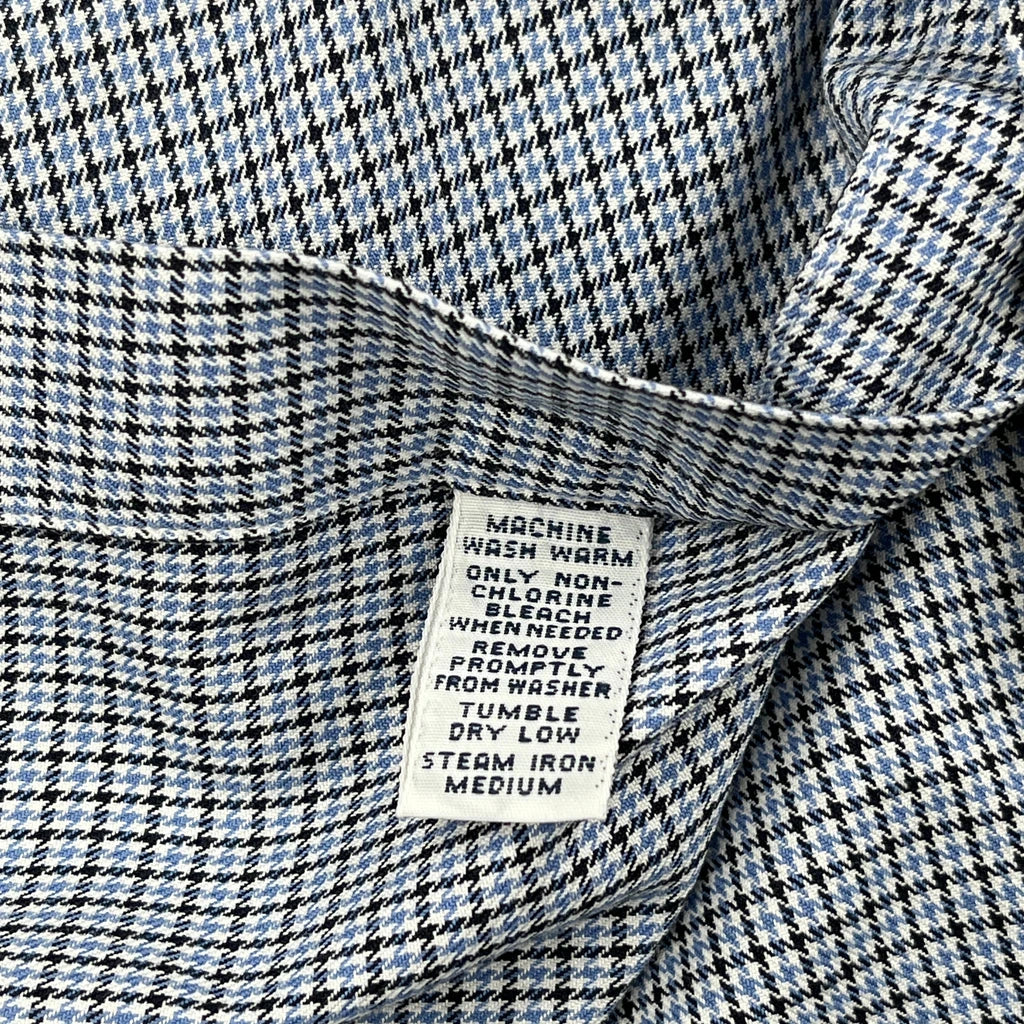 MACHINE
WASH WARM
ONLY NON-
CHLORINE
BLEACH
WHEN NEEDED
REMOVE
PROMPTLY
FROM WASHER
TUMBLE
DRY LOW
STEAM IRON
MEDIUM